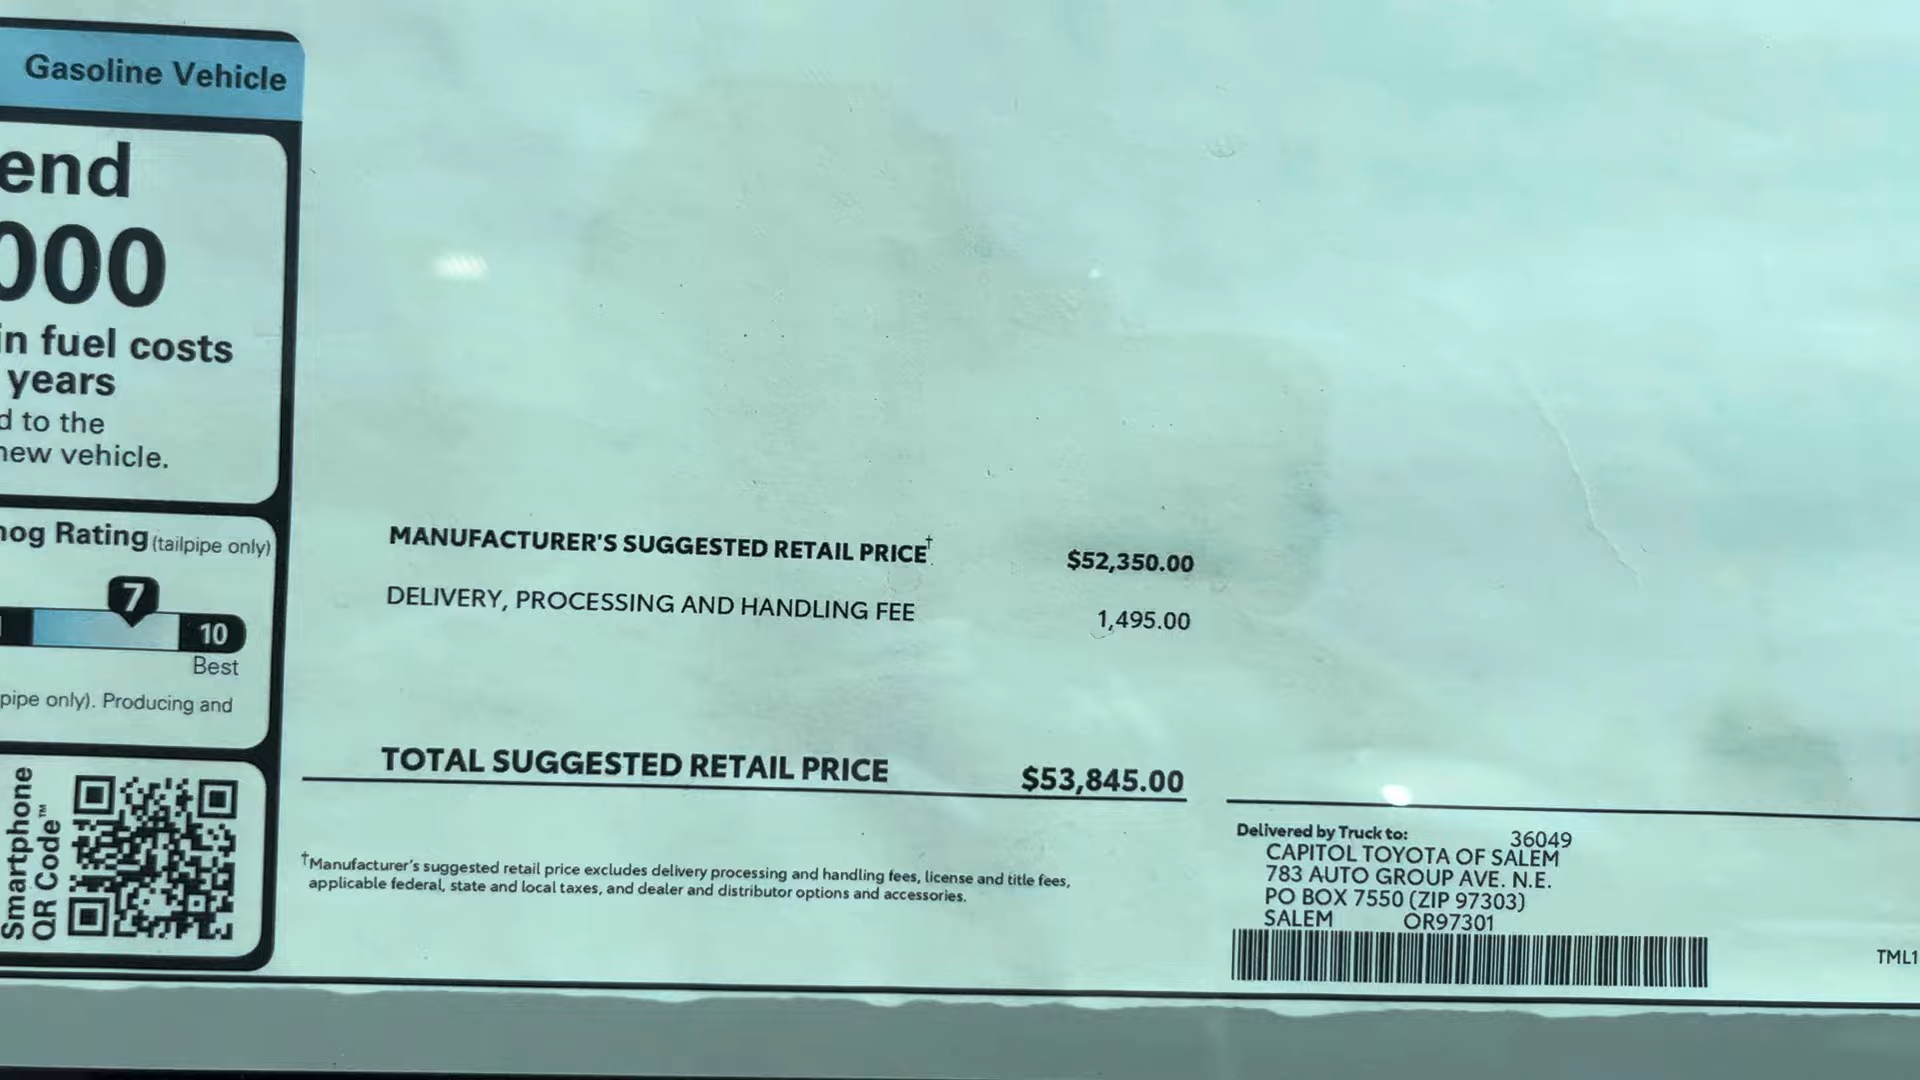 Gasoline Vehicle
end
000
in fuel costs
years
d to the
new vehicle.
og Rating (tailpipe only)
7
10
Best
pipe only). Producing and
Smartphone
QR Code™
MANUFACTURER'S SUGGESTED RETAIL PRICE† $52,350.00
DELIVERY, PROCESSING AND HANDLING FEE 1,495.00
TOTAL SUGGESTED RETAIL PRICE $53,845.00
†Manufacturer's suggested retail price excludes delivery processing and handling fees, license and title fees,
applicable federal, state and local taxes, and dealer and distributor options and accessories.
Delivered by Truck to: 36049
CAPITOL TOYOTA OF SALEM
783 AUTO GROUP AVE. N.E.
PO BOX 7550 (ZIP 97303)
SALEM OR97301
TML1